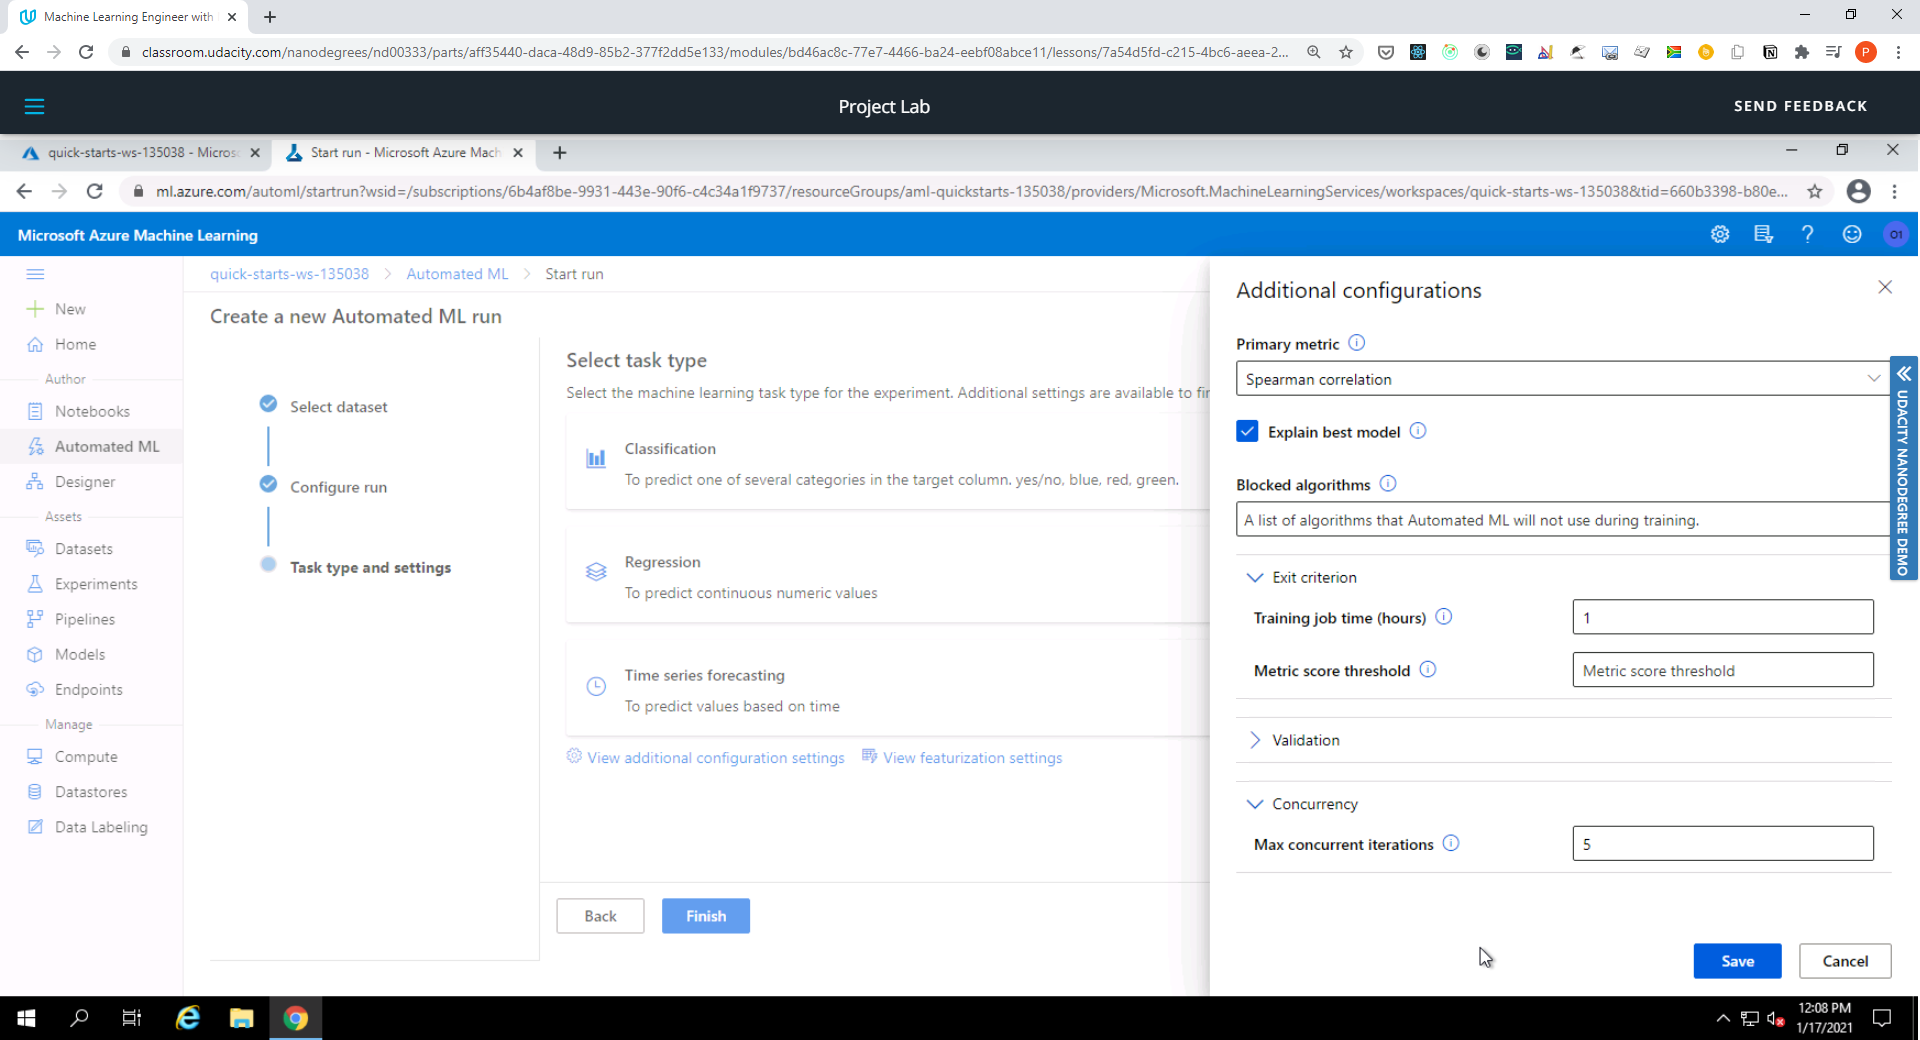 Machine Learning Engineer with
classroom.udacity.com/nanodegrees/nd00333/parts/aff35440-daca-48d9-85b2-377f2dd5e133/modules/bd46ac8c-77e7-4466-ba24-eebf08abce11/lessons/7a54d5fd-c215-4bc6-aeea-2...
P
Project Lab
SEND FEEDBACK
quick-starts-ws-135038 - Micros
Start run - Microsoft Azure Mach
ml.azure.com/automl/startrun?wsid=/subscriptions/6b4af8be-9931-443e-90f6-c4c34a1f9737/resourceGroups/aml-quickstarts-135038/providers/Microsoft.MachineLearningServices/workspaces/quick-starts-ws-135038&tid=660b3398-b80e...
Microsoft Azure Machine Learning
O1
New
Home
Author
Notebooks
Automated ML
Designer
Assets
Datasets
Experiments
Pipelines
Models
Endpoints
Manage
Compute
Datastores
Data Labeling
quick-starts-ws-135038 > Automated ML > Start run
Create a new Automated ML run
Select dataset
Configure run
Task type and settings
Select task type
Select the machine learning task type for the experiment. Additional settings are available to fi
Classification
To predict one of several categories in the target column. yes/no, blue, red, green.
Regression
To predict continuous numeric values
Time series forecasting
To predict values based on time
View additional configuration settings
View featurization settings
Back
Finish
Additional configurations
Primary metric
Spearman correlation
Explain best model
Blocked algorithms
A list of algorithms that Automated ML will not use during training.
Exit criterion
Training job time (hours)
1
Metric score threshold
Metric score threshold
Validation
Concurrency
Max concurrent iterations
5
Save
Cancel
UDACITY NANODEGREE DEMO
12:08 PM
1/17/2021